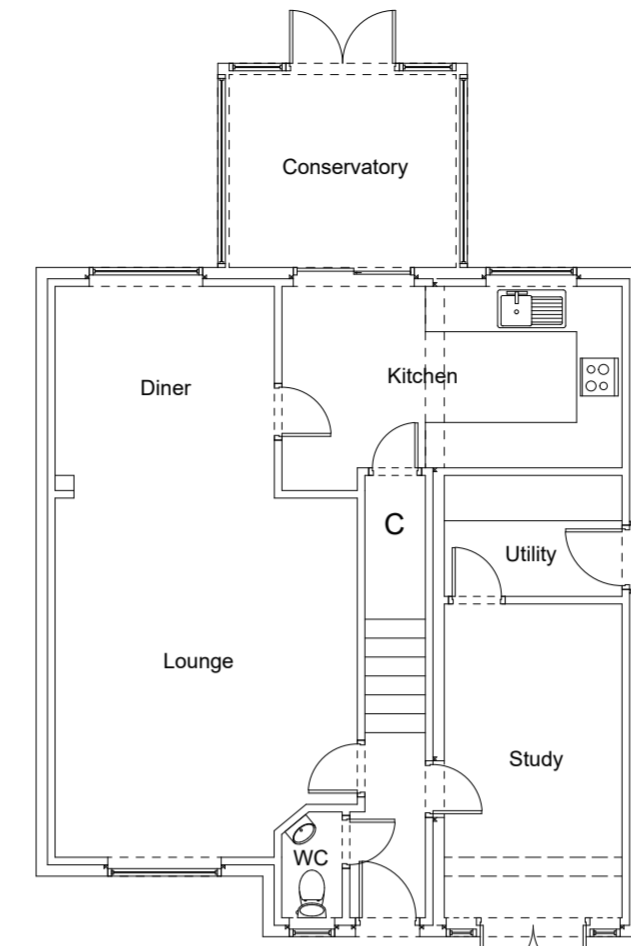 Conservatory
Diner
Kitchen
C
Utility
Lounge
Study
WC